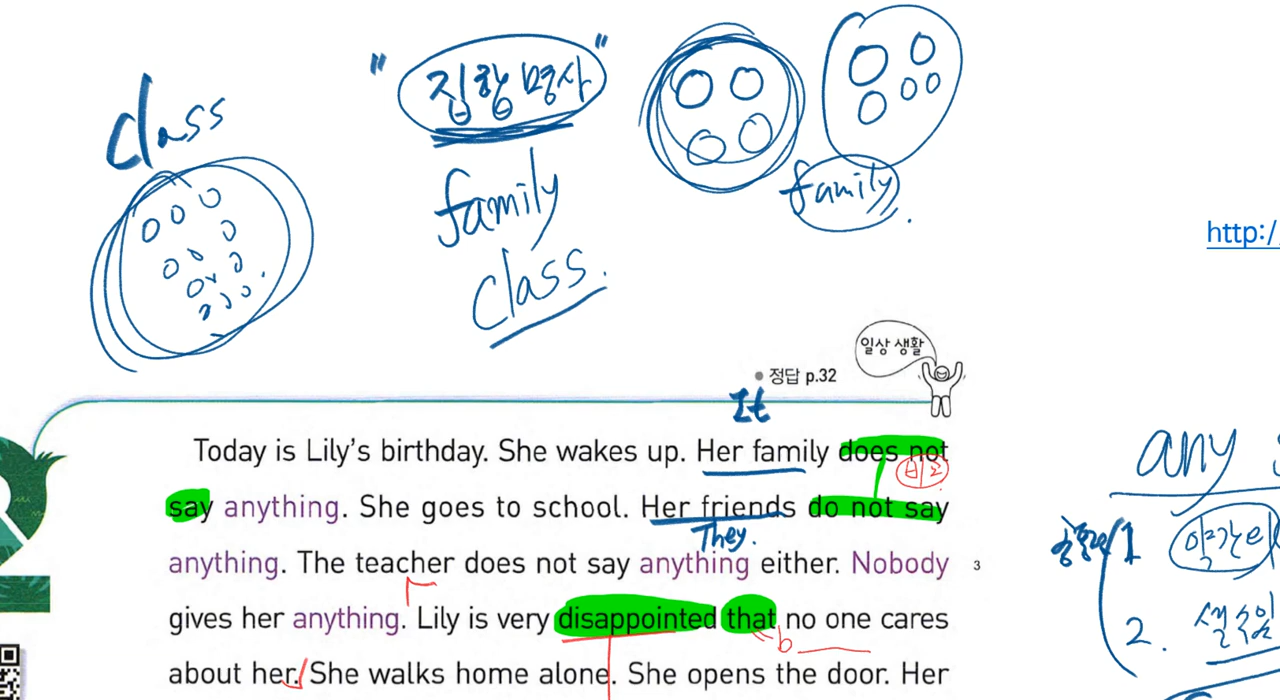 class
"집합명사"
family
class.
family.
http:/
일상 생활
정답 p.32
It
Today is Lily's birthday. She wakes up. Her family does not
비교
say anything. She goes to school. Her friends do not say
They.
anything. The teacher does not say anything either. Nobody
3
gives her anything. Lily is very disappointed that no one cares
b
about her. She walks home alone. She opens the door. Her
any
1
2.